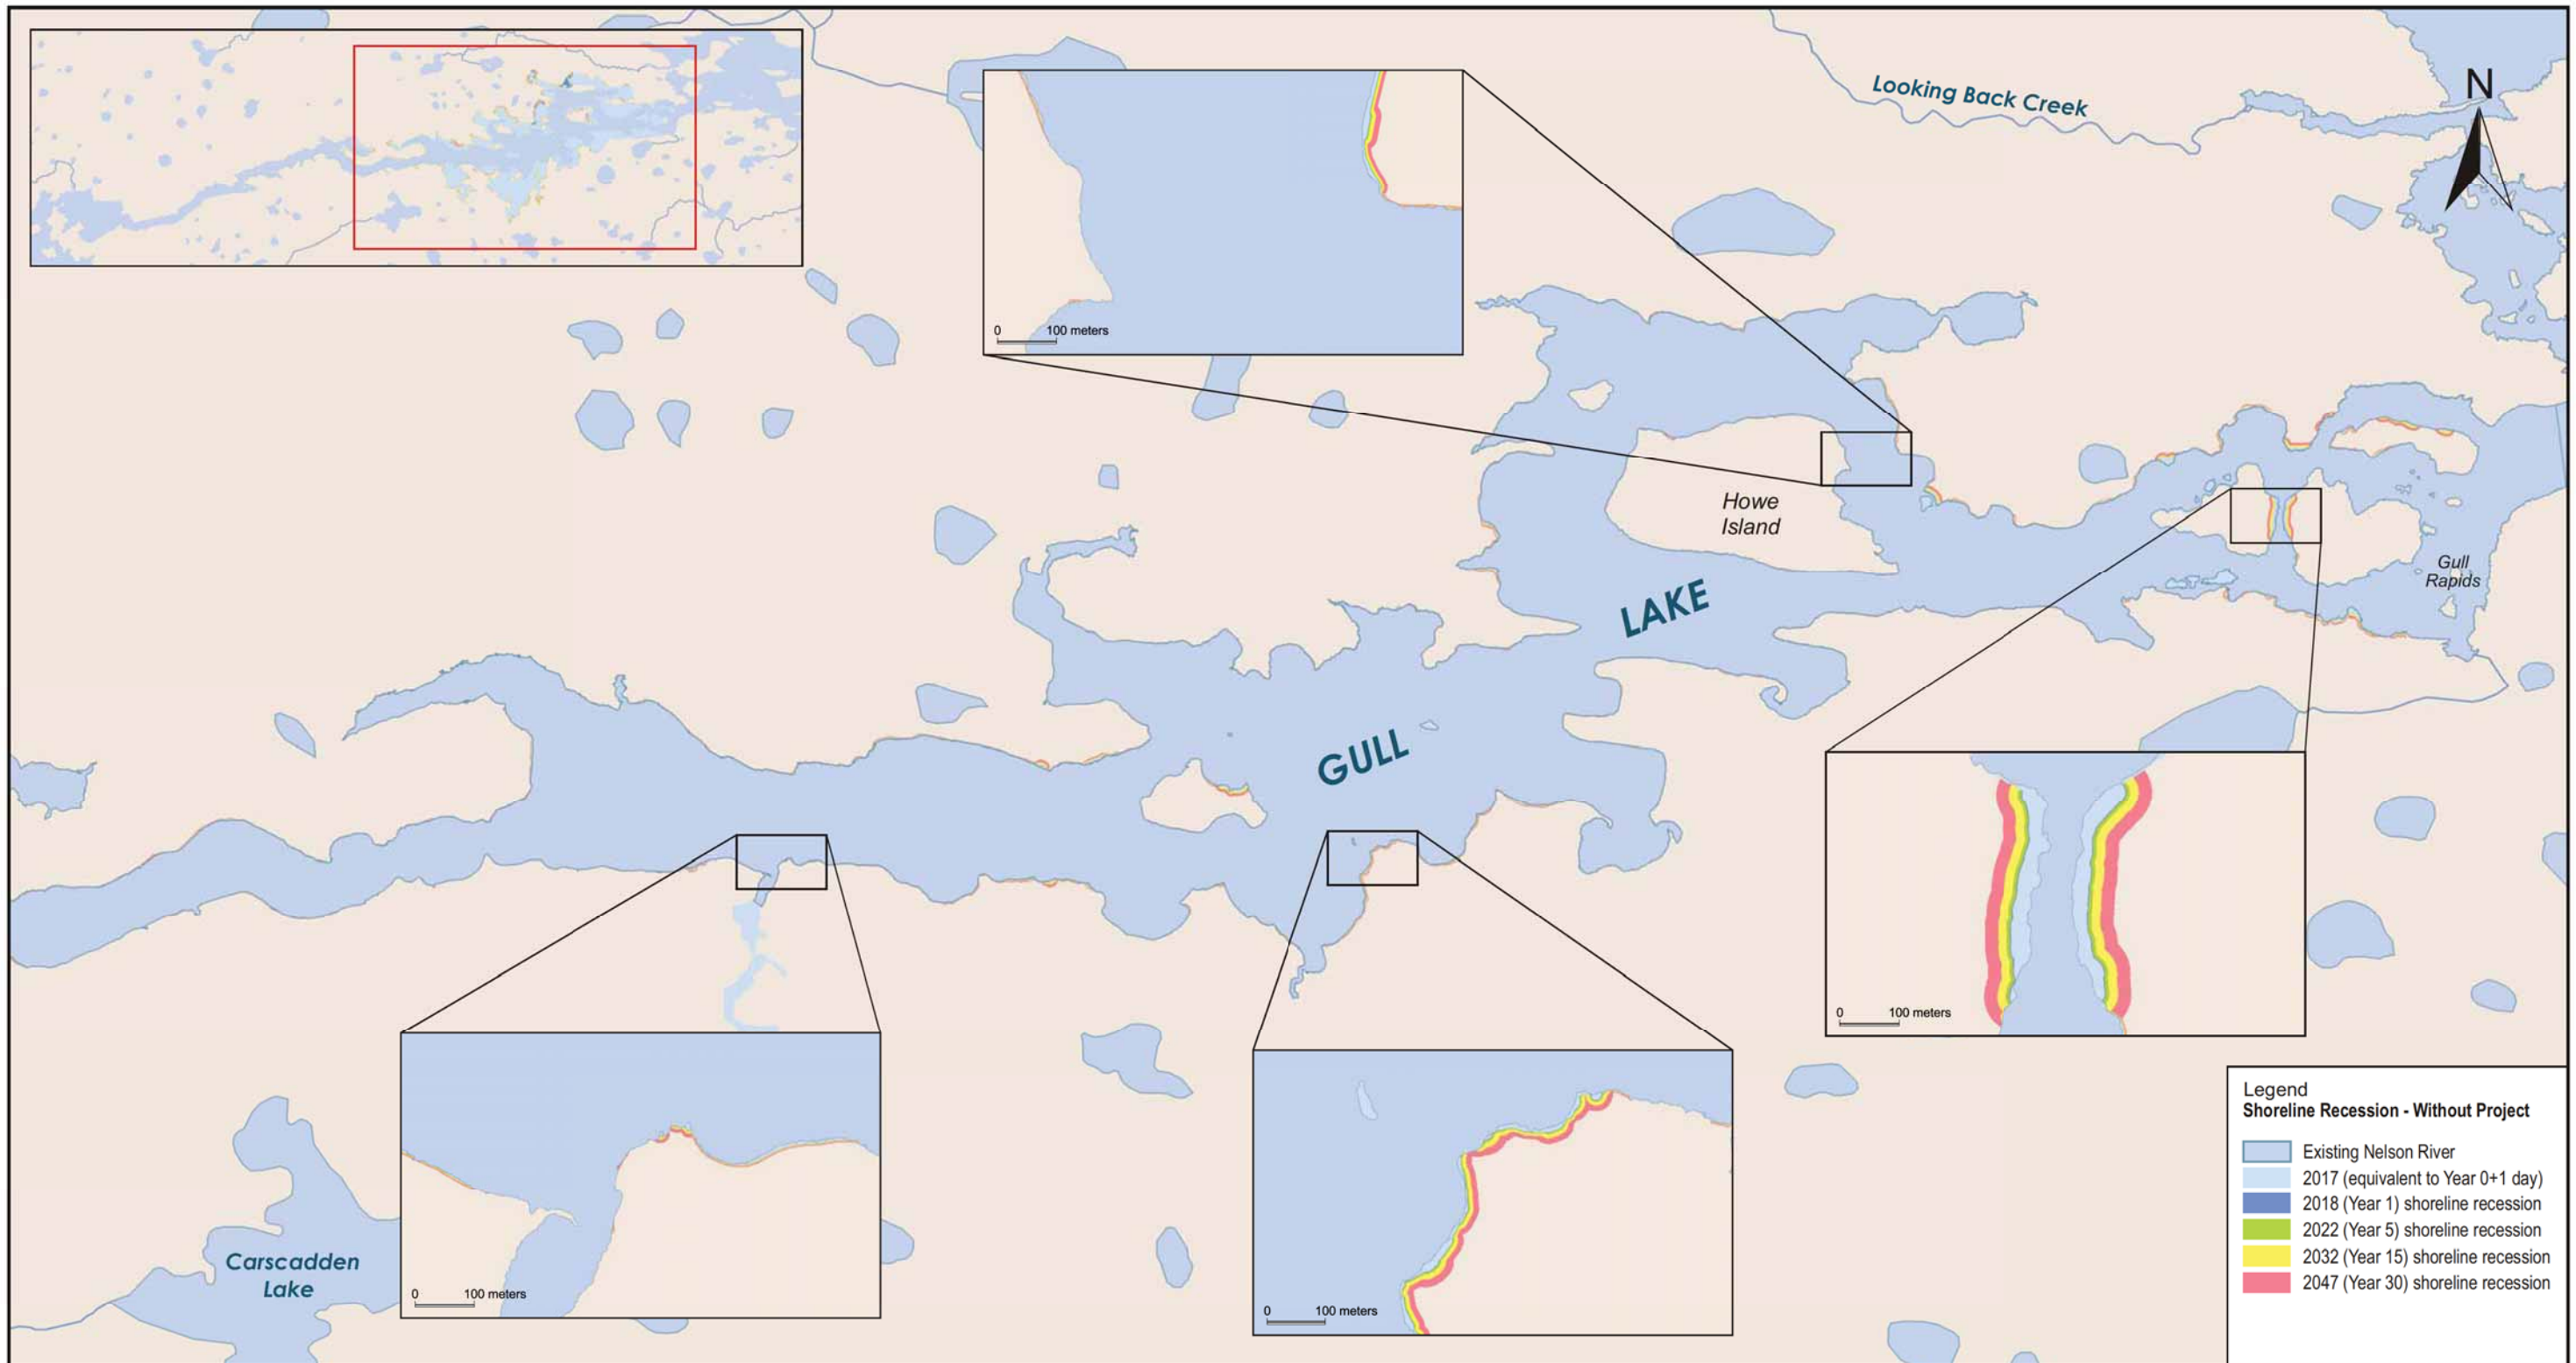 Looking Back Creek
N
0 100 meters
Howe
Island
Gull
Rapids
LAKE
GULL
0 100 meters
0 100 meters
0 100 meters
Carscadden
Lake
Legend
Shoreline Recession - Without Project
Existing Nelson River
2017 (equivalent to Year 0+1 day)
2018 (Year 1) shoreline recession
2022 (Year 5) shoreline recession
2032 (Year 15) shoreline recession
2047 (Year 30) shoreline recession